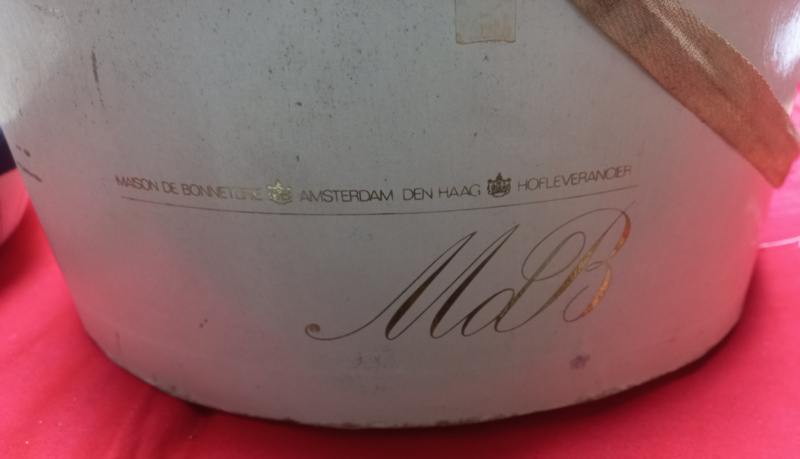 MAISON DE BONNETERIE AMSTERDAM DEN HAAG HOFLEVERANCIER
MdB